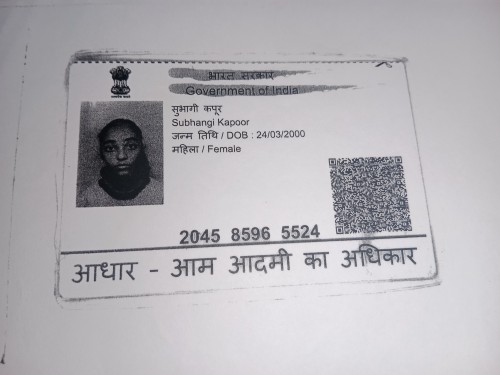 भारत सरकार
Government of India
सुभागी कपूर
Subhangi Kapoor
जन्म तिथि / DOB : 24/03/2000
महिला / Female
2045 8596 5524
आधार - आम आदमी का अधिकार